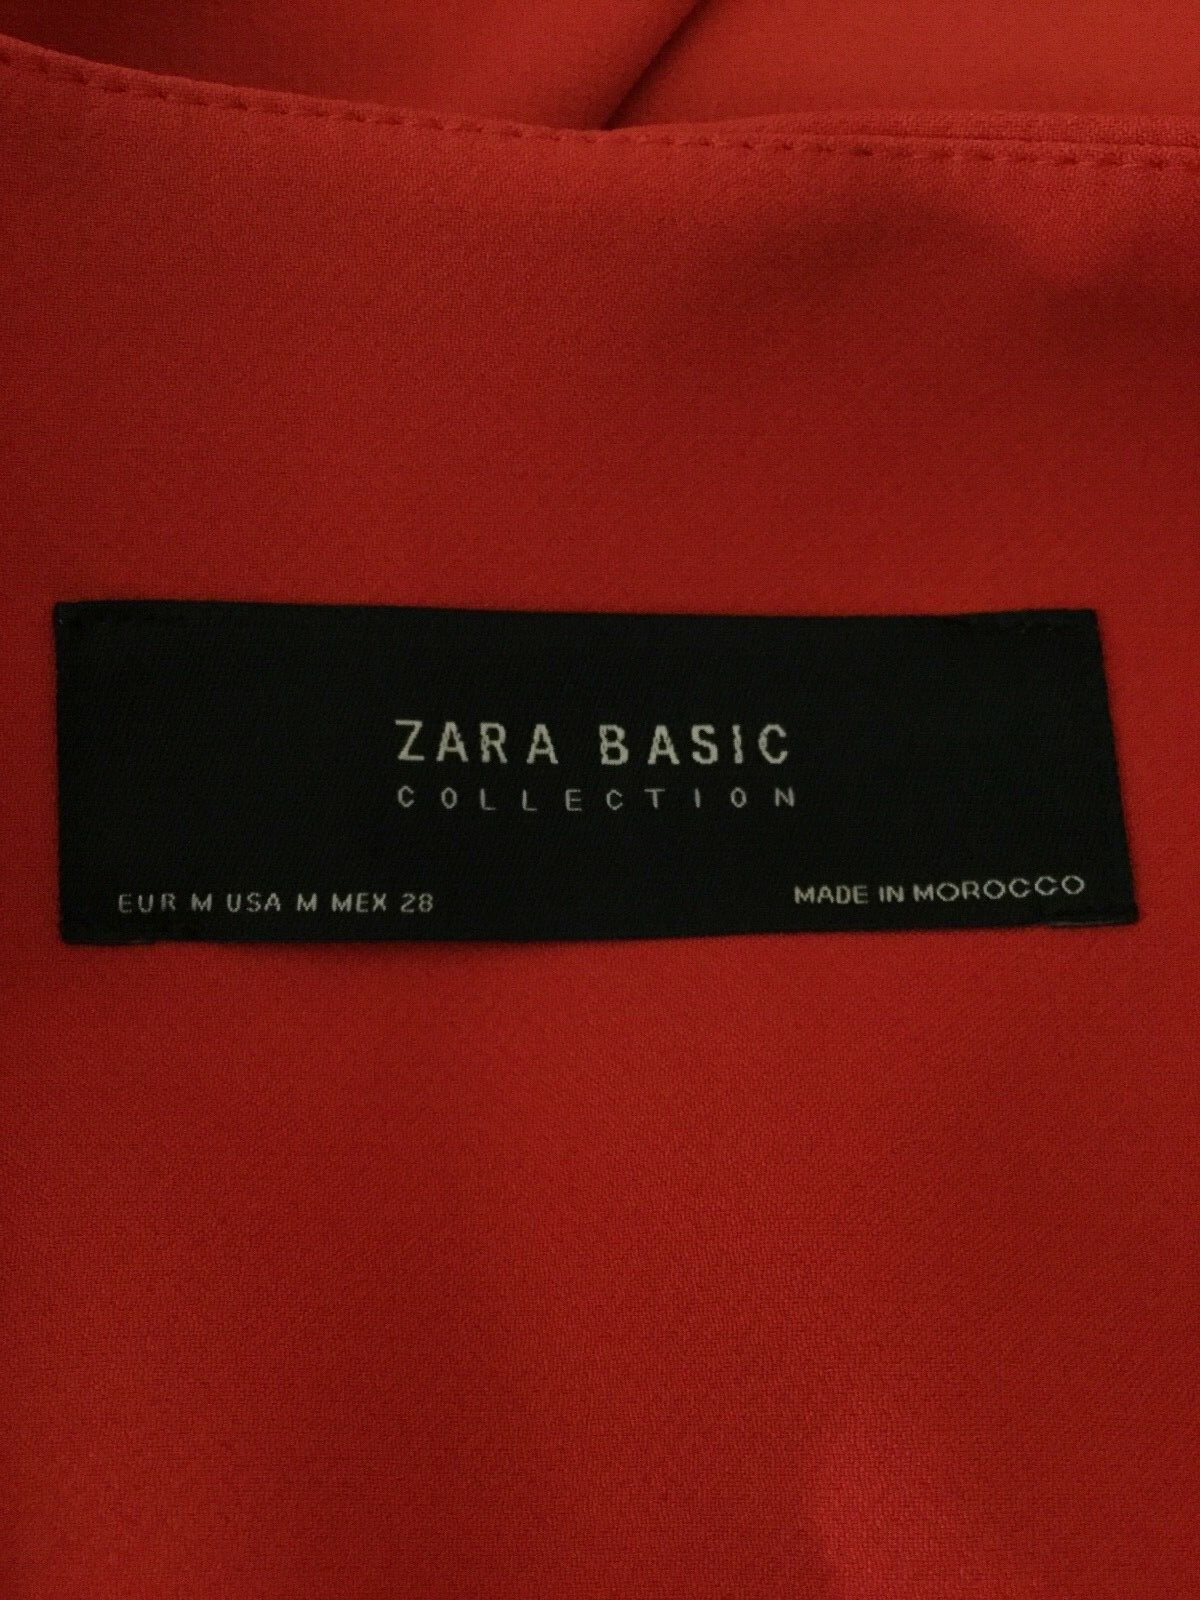 ZARA BASIC
COLLECTION
EUR M USA M MEX 28
MADE IN MOROCCO